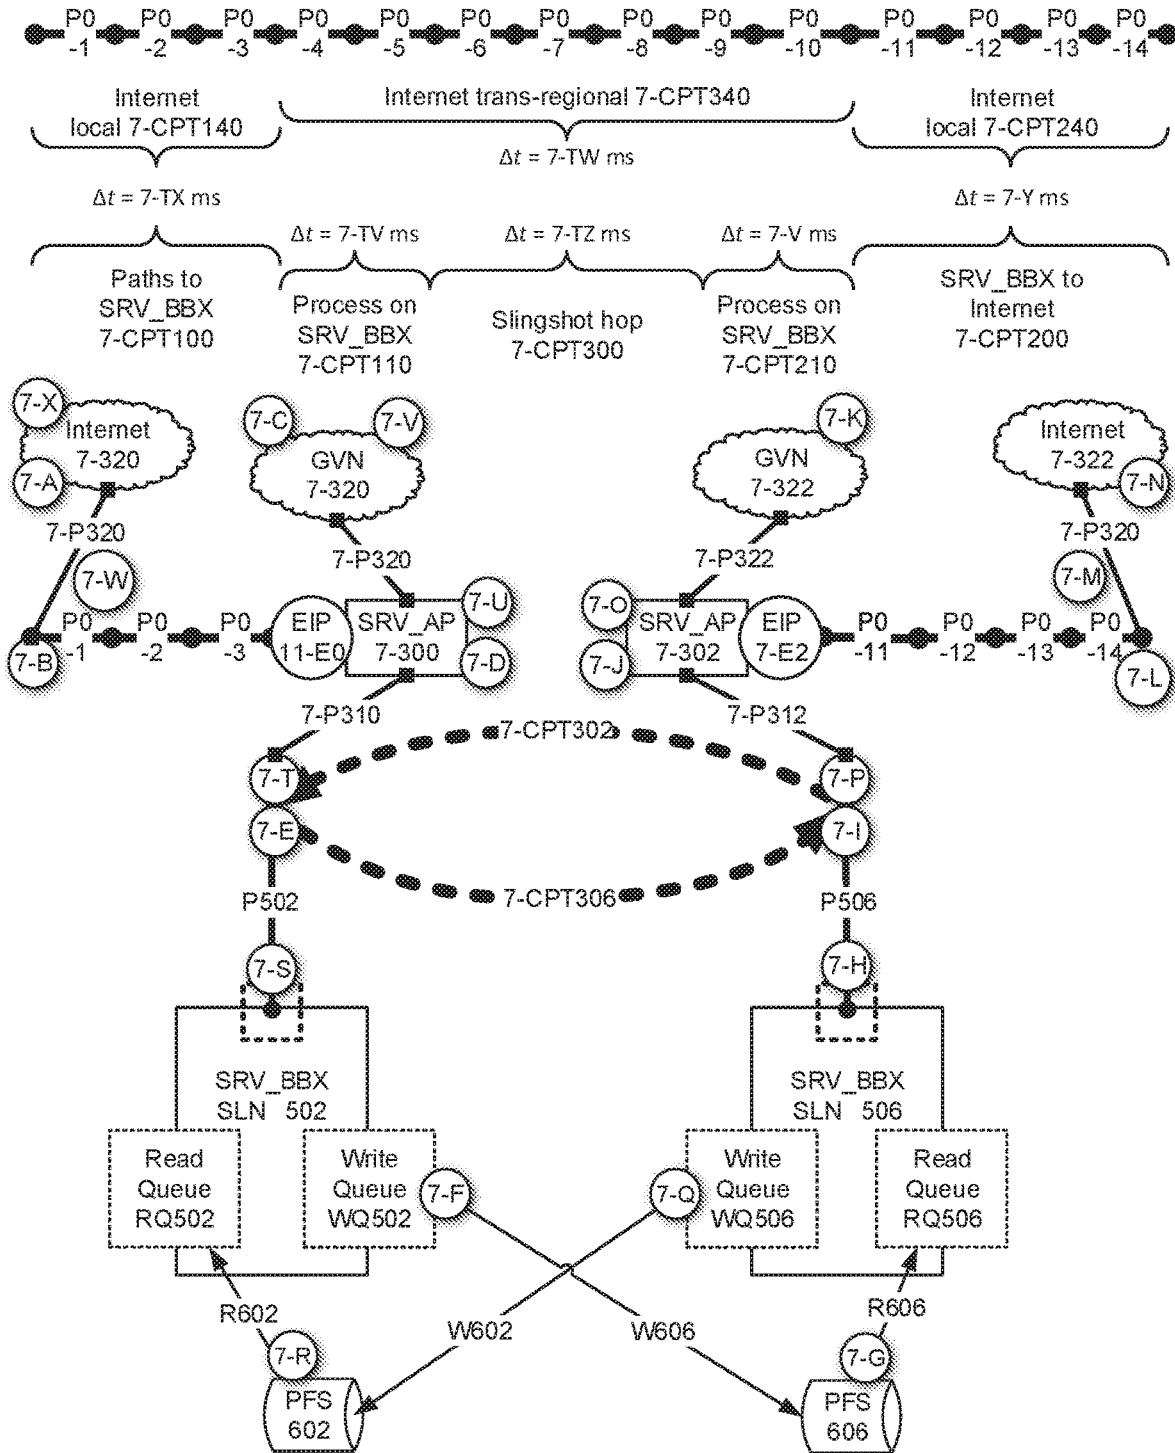 P0 P0 P0 P0 P0 P0 P0 P0 P0 P0 P0 P0 P0 P0
-1 -2 -3 -4 -5 -6 -7 -8 -9 -10 -11 -12 -13 -14
Internet
local 7-CPT140
Internet trans-regional 7-CPT340
Internet
local 7-CPT240
Δt = 7-TW ms
Δt = 7-TX ms
Δt = 7-Y ms
Δt = 7-TV ms
Δt = 7-TZ ms
Δt = 7-V ms
Paths to
SRV_BBX
7-CPT100
Process on
SRV_BBX
7-CPT110
Slingshot hop
7-CPT300
Process on
SRV_BBX
7-CPT210
SRV_BBX to
Internet
7-CPT200
7-X
Internet
7-320
7-A
7-C
7-V
GVN
7-320
7-K
GVN
7-322
Internet
7-322
7-N
7-P320
7-W
7-P320
7-P322
7-P320
7-M
7-B
P0 P0 P0
-1 -2 -3
EIP
11-E0
SRV_AP
7-300
7-U
7-D
7-O
7-J
SRV_AP
7-302
EIP
7-E2
P0 P0 P0 P0
-11 -12 -13 -14
7-L
7-P310
7-P312
7-CPT302
7-T
7-P
7-E
7-I
7-CPT306
P502
P506
7-S
7-H
SRV_BBX
SLN 502
SRV_BBX
SLN 506
Read
Queue
RQ502
Write
Queue
WQ502
7-F
7-Q
Write
Queue
WQ506
Read
Queue
RQ506
R602
W602
W606
R606
7-R
7-G
PFS
602
PFS
606